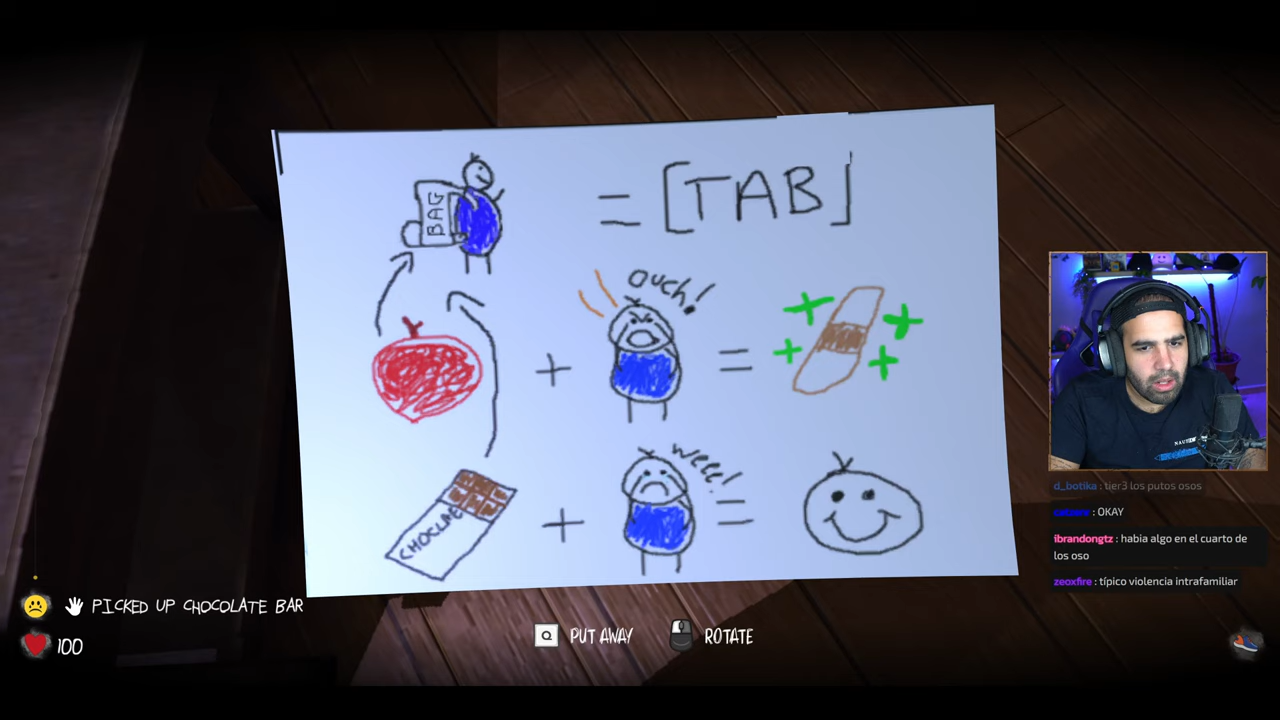 BAG
= [TAB]
OUCH!
+ =
weee!
CHOCLAE
+ =
PICKED UP CHOCOLATE BAR
100
Q PUT AWAY ROTATE
d_botika : tier3 los putos osos
: OKAY
ibrandongtz : habia algo en el cuarto de
los oso
zeoxfire : típico violencia intrafamiliar